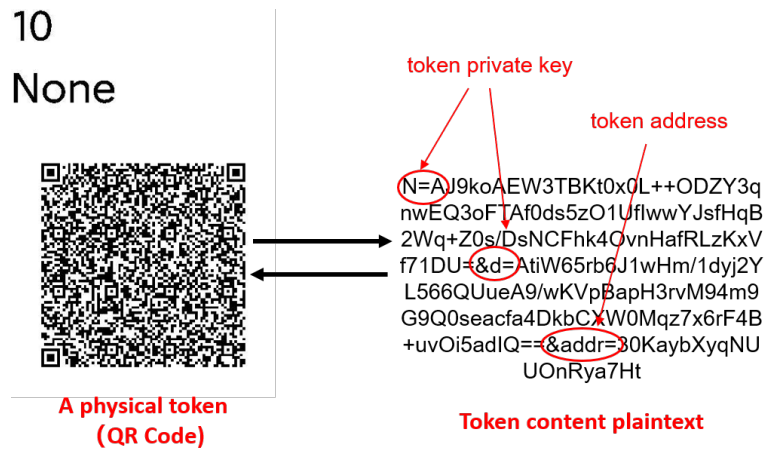 10
None
token private key
token address
N=AJ9koAEW3TBKt0x0L++ODZY3q
nwEQ3oFTAf0ds5zO1UfIwwYJsfHqB
2Wq+Z0s/DsNCFhk4OvnHafRLzKxV
f71DU=&d=AtiW65rb6J1wHm/1dyj2Y
L566QUueA9/wKVpBapH3rvM94m9
G9Q0seacfa4DkbCXW0Mqz7x6rF4B
+uvOi5adIQ==&addr=30KaybXyqNU
UOnRya7Ht
A physical token
(QR Code)
Token content plaintext